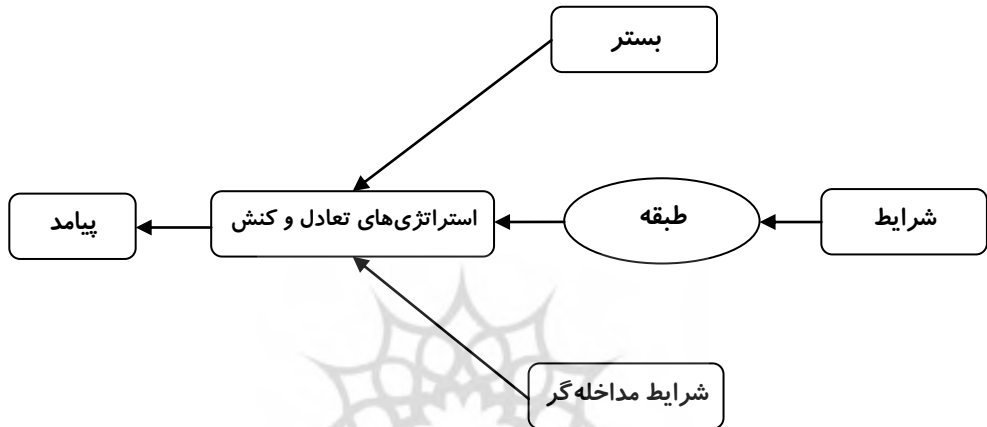 بستر
شرایط
طبقه
استراتژی‌های تعادل و کنش
پیامد
شرایط مداخله‌گر